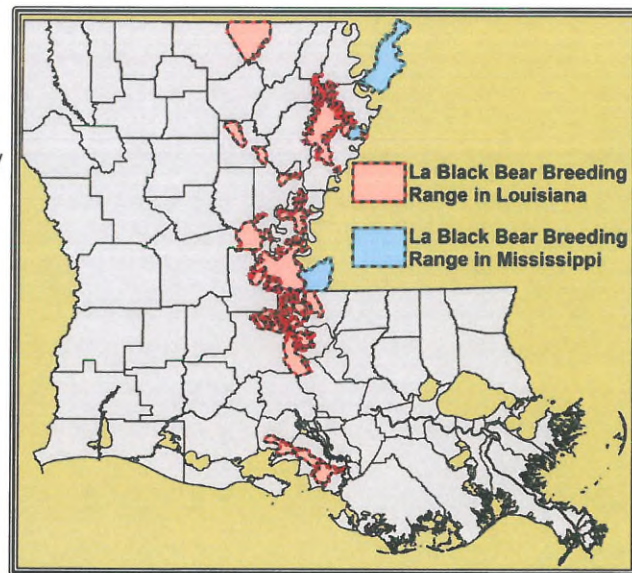 La Black Bear Breeding
Range in Louisiana
La Black Bear Breeding
Range in Mississippi